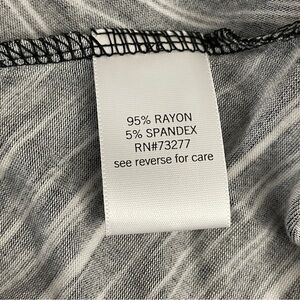 95% RAYON
5% SPANDEX
RN#73277
see reverse for care